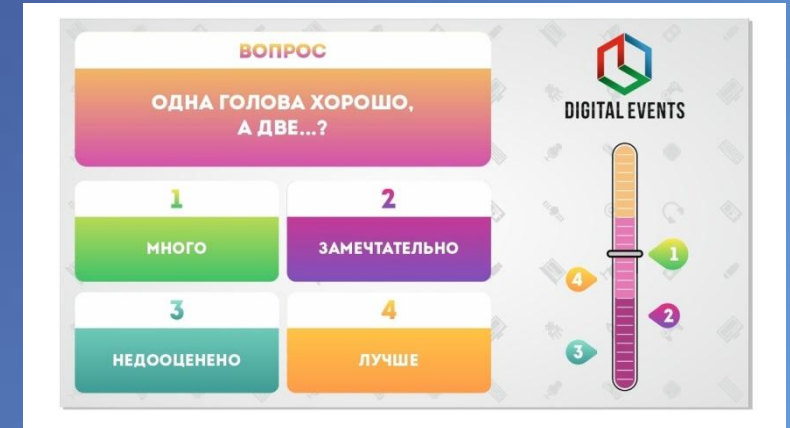 ВОПРОС
ОДНА ГОЛОВА ХОРОШО,
А ДВЕ...?
1
МНОГО
2
ЗАМЕЧТАТЕЛЬНО
3
НЕДООЦЕНЕНО
4
ЛУЧШЕ
DIGITAL EVENTS
1
4
2
3